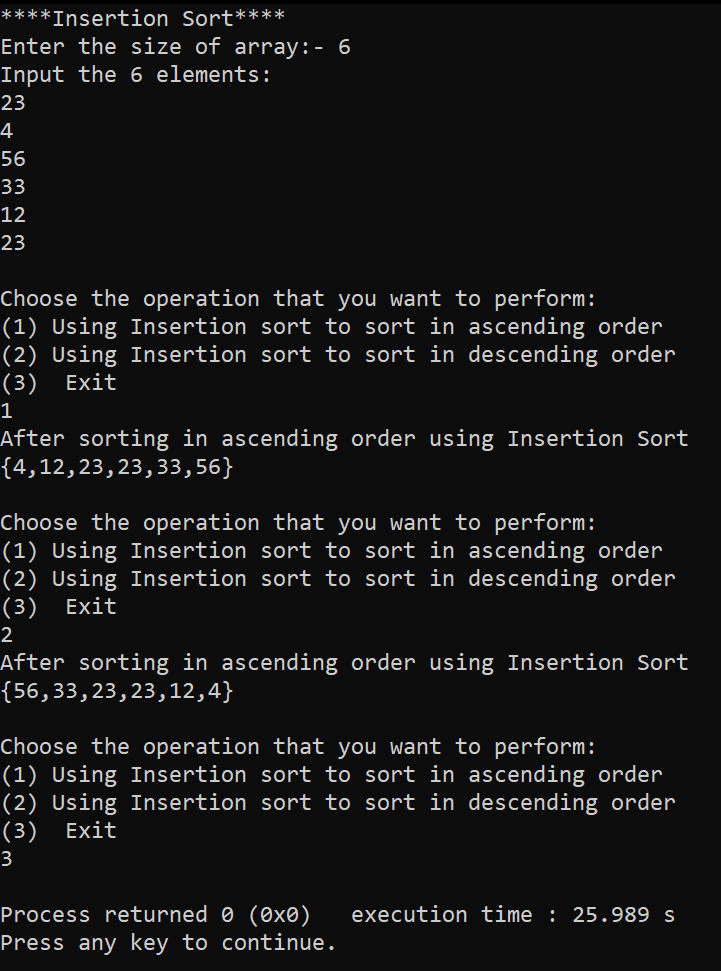 ****Insertion Sort****
Enter the size of array:- 6
Input the 6 elements:
23
4
56
33
12
23
Choose the operation that you want to perform:
(1) Using Insertion sort to sort in ascending order
(2) Using Insertion sort to sort in descending order
(3)  Exit
1
After sorting in ascending order using Insertion Sort
{4,12,23,23,33,56}
Choose the operation that you want to perform:
(1) Using Insertion sort to sort in ascending order
(2) Using Insertion sort to sort in descending order
(3)  Exit
2
After sorting in ascending order using Insertion Sort
{56,33,23,23,12,4}
Choose the operation that you want to perform:
(1) Using Insertion sort to sort in ascending order
(2) Using Insertion sort to sort in descending order
(3)  Exit
3
Process returned 0 (0x0)   execution time : 25.989 s
Press any key to continue.